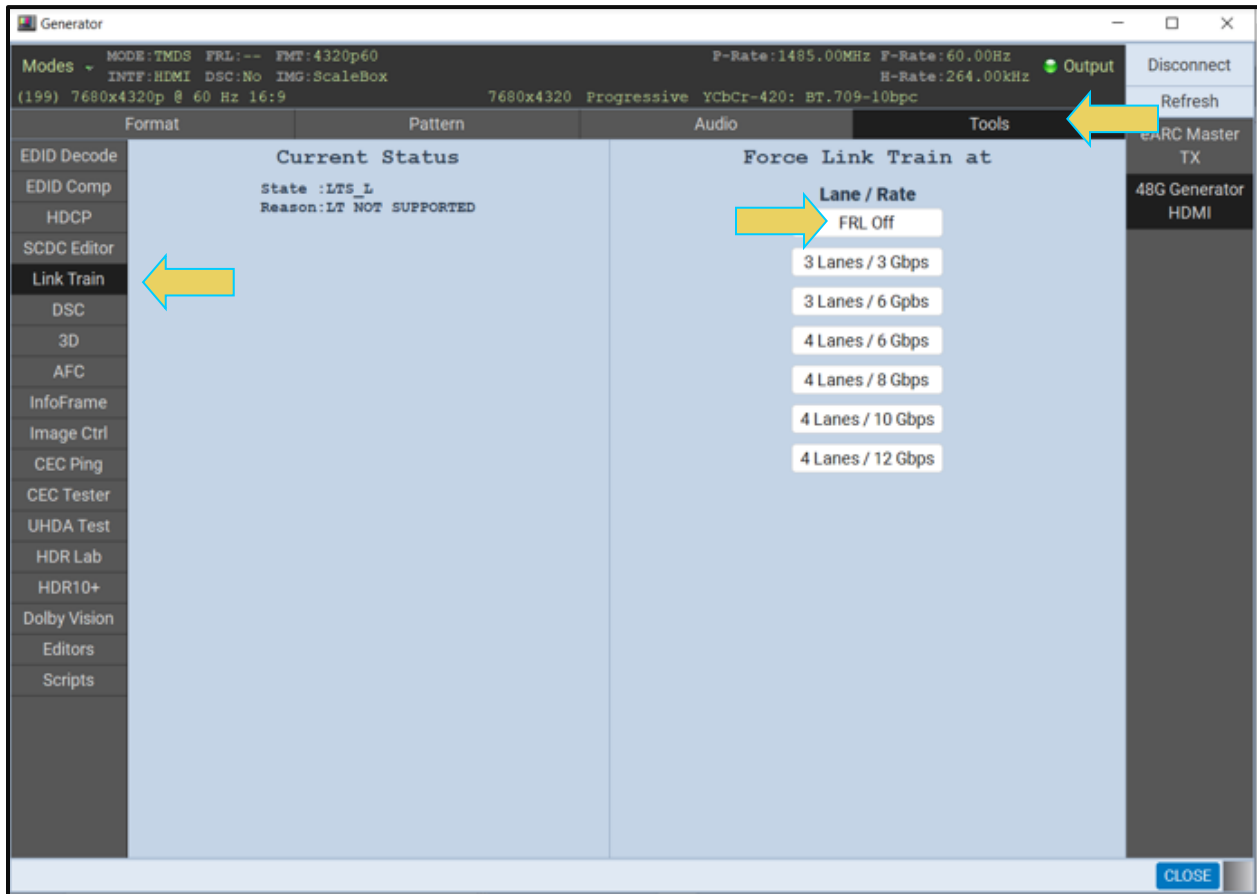 Generator
Modes
MODE:TMDS FRL:-- FMT:4320p60
INTF:HDMI DSC:No IMG:ScaleBox
P-Rate:1485.00MHz F-Rate:60.00Hz
H-Rate:264.00kHz
Output
(199) 7680x4320p @ 60 Hz 16:9
7680x4320 Progressive YCbCr-420: BT.709-10bpc
Disconnect
Refresh
Format
Pattern
Audio
Tools
EDID Decode
EDID Comp
HDCP
SCDC Editor
Link Train
DSC
3D
AFC
InfoFrame
Image Ctrl
CEC Ping
CEC Tester
UHDA Test
HDR Lab
HDR10+
Dolby Vision
Editors
Scripts
Current Status
State :LTS_L
Reason:LT NOT SUPPORTED
Force Link Train at
Lane / Rate
FRL Off
3 Lanes / 3 Gbps
3 Lanes / 6 Gpbs
4 Lanes / 6 Gbps
4 Lanes / 8 Gbps
4 Lanes / 10 Gbps
4 Lanes / 12 Gbps
eARC Master
TX
48G Generator
HDMI
CLOSE